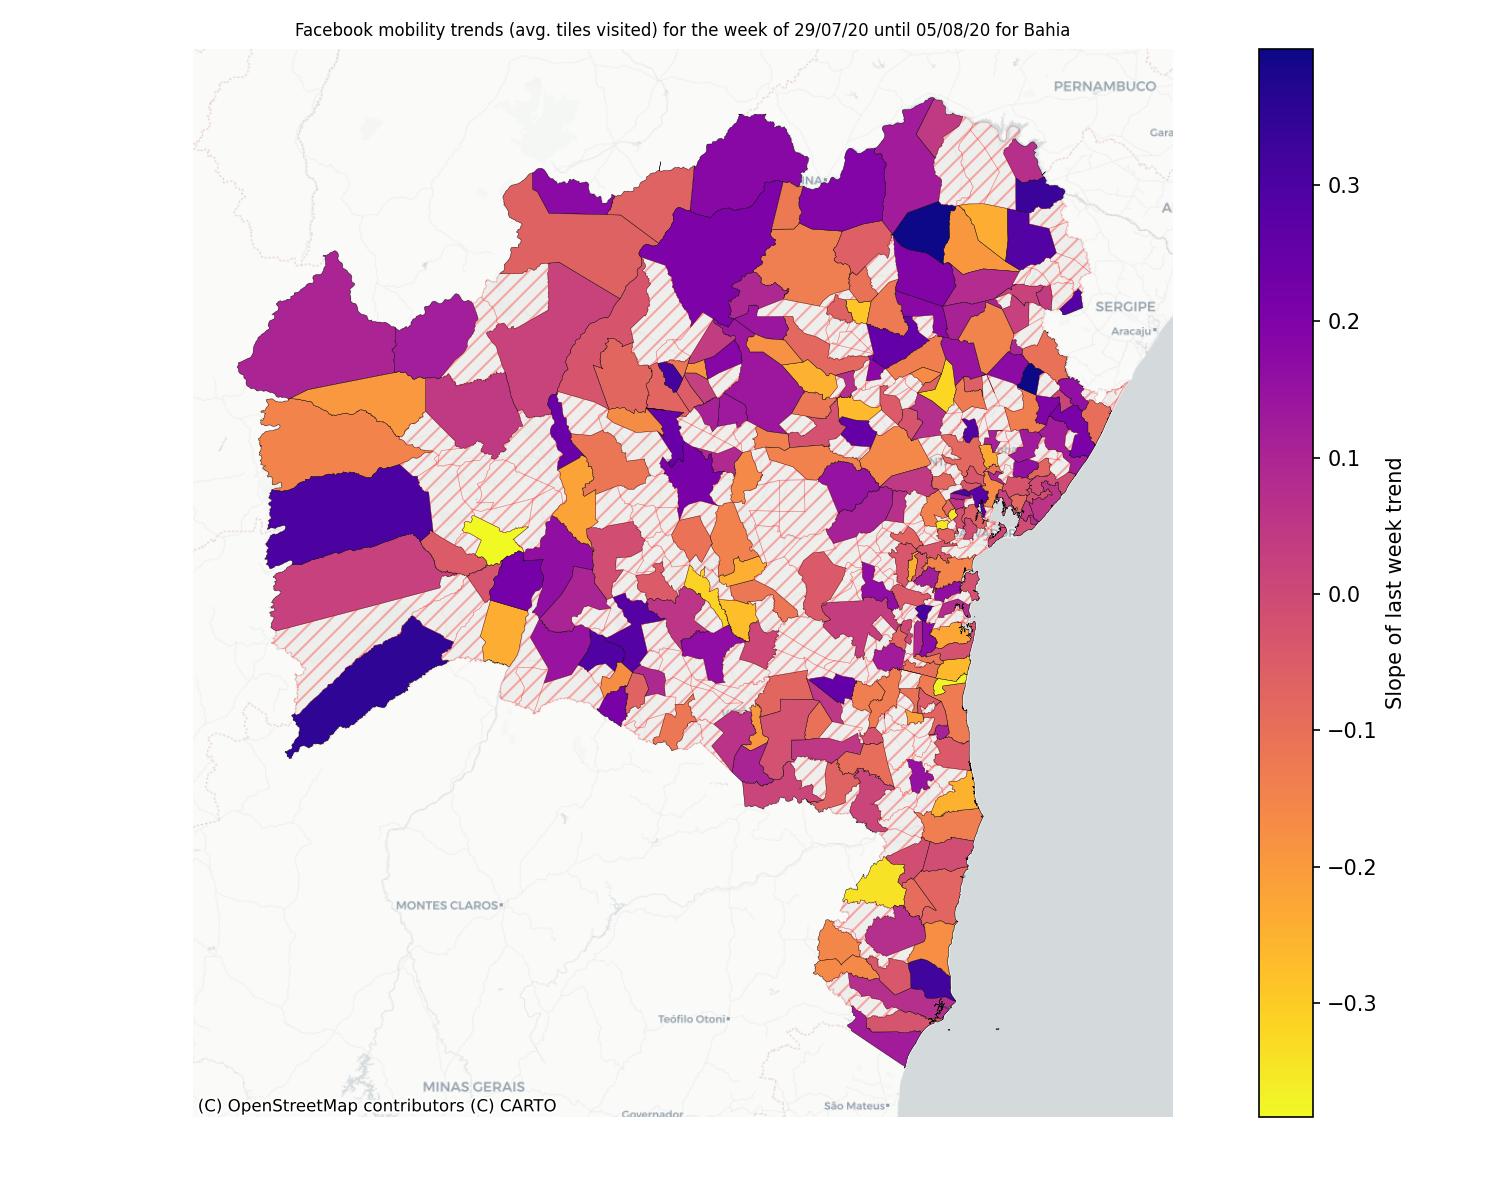 Facebook mobility trends (avg. tiles visited) for the week of 29/07/20 until 05/08/20 for Bahia
PERNAMBUCO
Gara
INA
A
SERGIPE
Aracaju
0.3
0.2
0.1
0.0
−0.1
−0.2
−0.3
Slope of last week trend
MONTES CLAROS
Teófilo Otoni
MINAS GERAIS
São Mateus
Governador
(C) OpenStreetMap contributors (C) CARTO